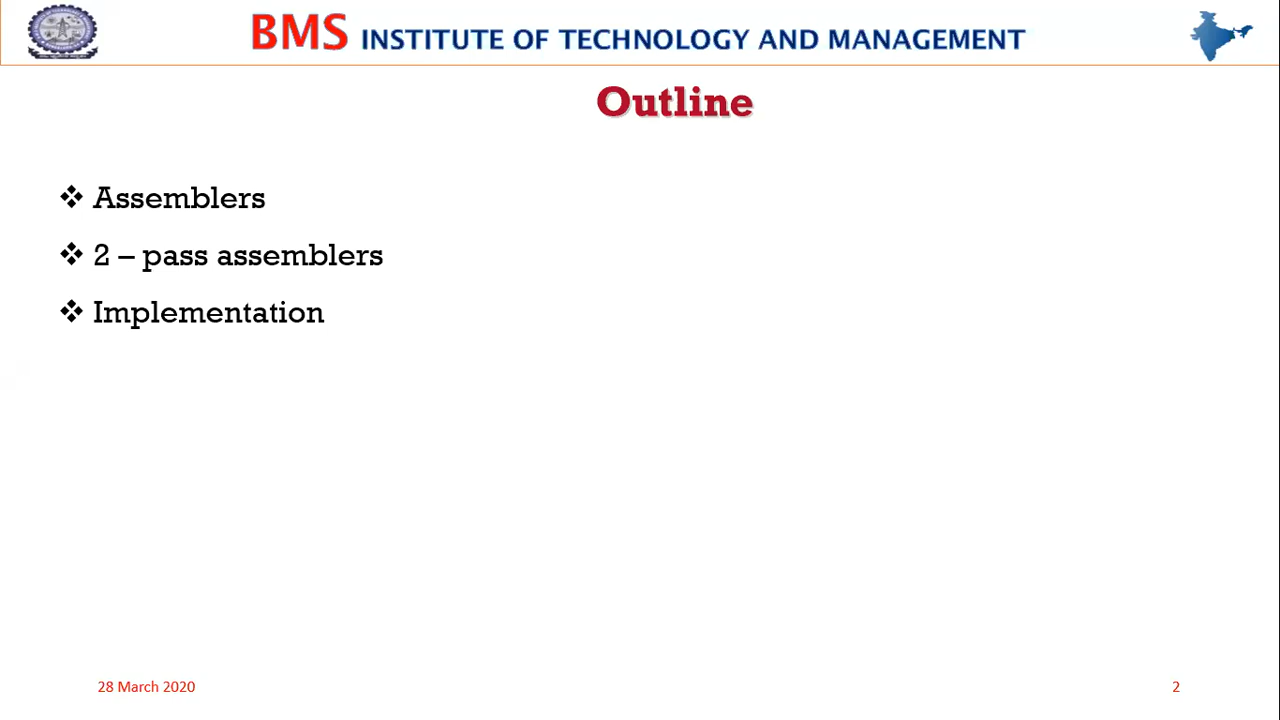 BMS INSTITUTE OF TECHNOLOGY AND MANAGEMENT
Outline
❖ Assemblers
❖ 2 – pass assemblers
❖ Implementation
28 March 2020
2